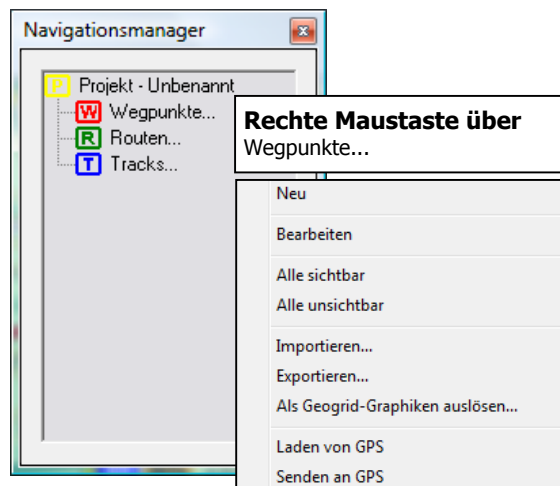 Navigationsmanager
P Projekt - Unbenannt
W Wegpunkte...
R Routen...
T Tracks...
Rechte Maustaste über
Wegpunkte...
Neu
Bearbeiten
Alle sichtbar
Alle unsichtbar
Importieren...
Exportieren...
Als Geogrid-Graphiken auslösen...
Laden von GPS
Senden an GPS